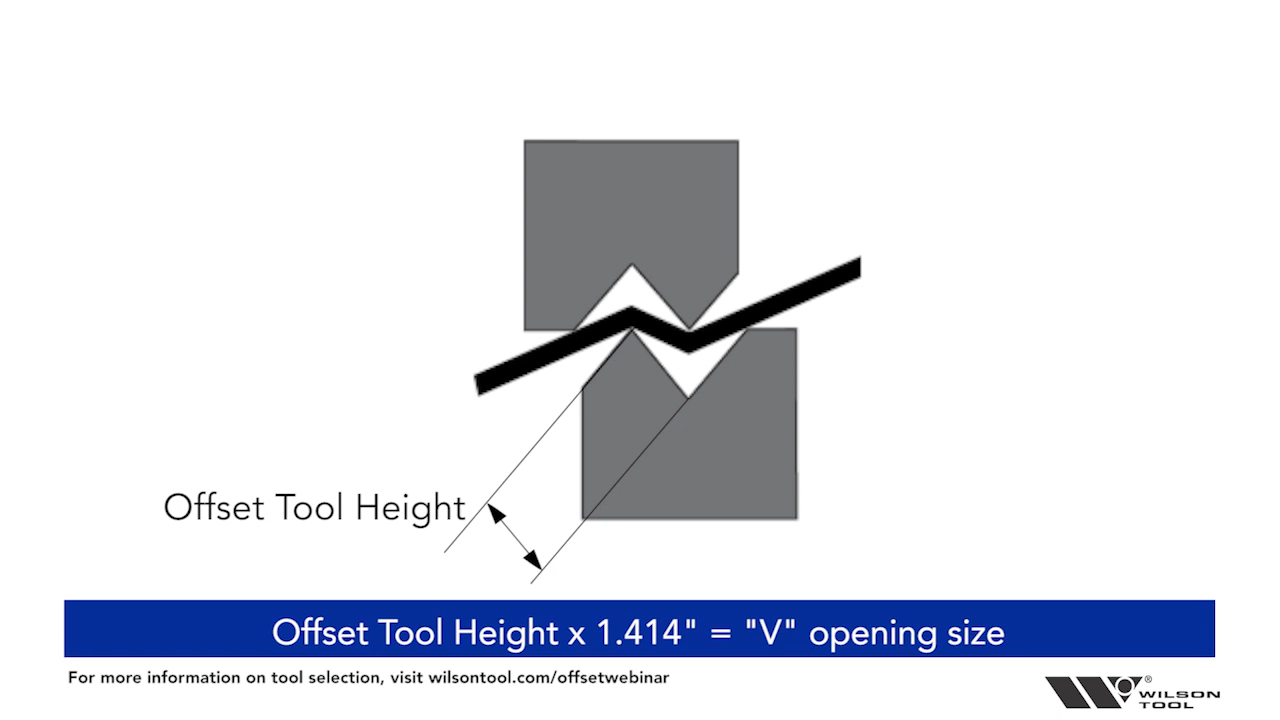 Offset Tool Height
Offset Tool Height x 1.414" = "V" opening size
For more information on tool selection, visit wilsontool.com/offsetwebinar
®
WILSON
TOOL